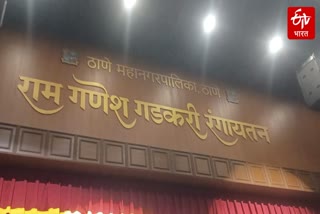 ETV
भारत
ठाणे महानगरपालिका, ठाणे
राम गणेश गडकरी रंगायतन